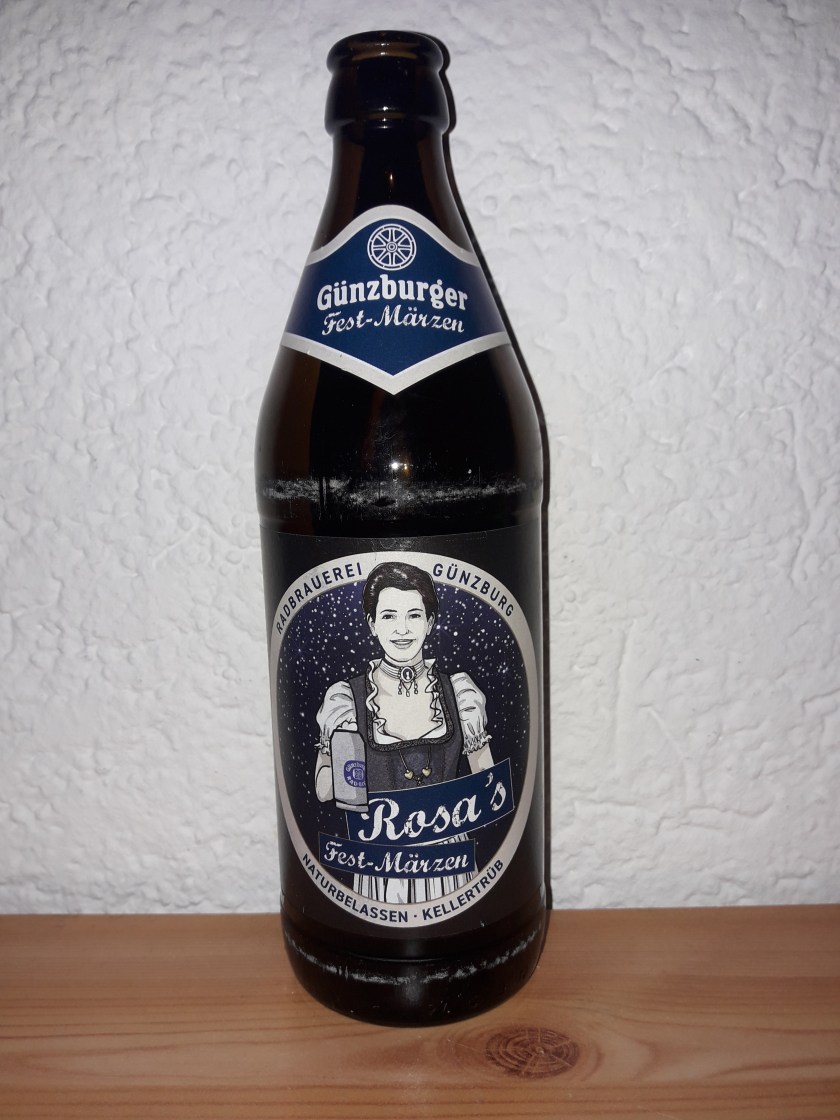 Günzburger
Fest-Märzen
RADBRAUEREI GÜNZBURG
Rosa's
Fest-Märzen
NATURBELASSEN · KELLERTRÜB